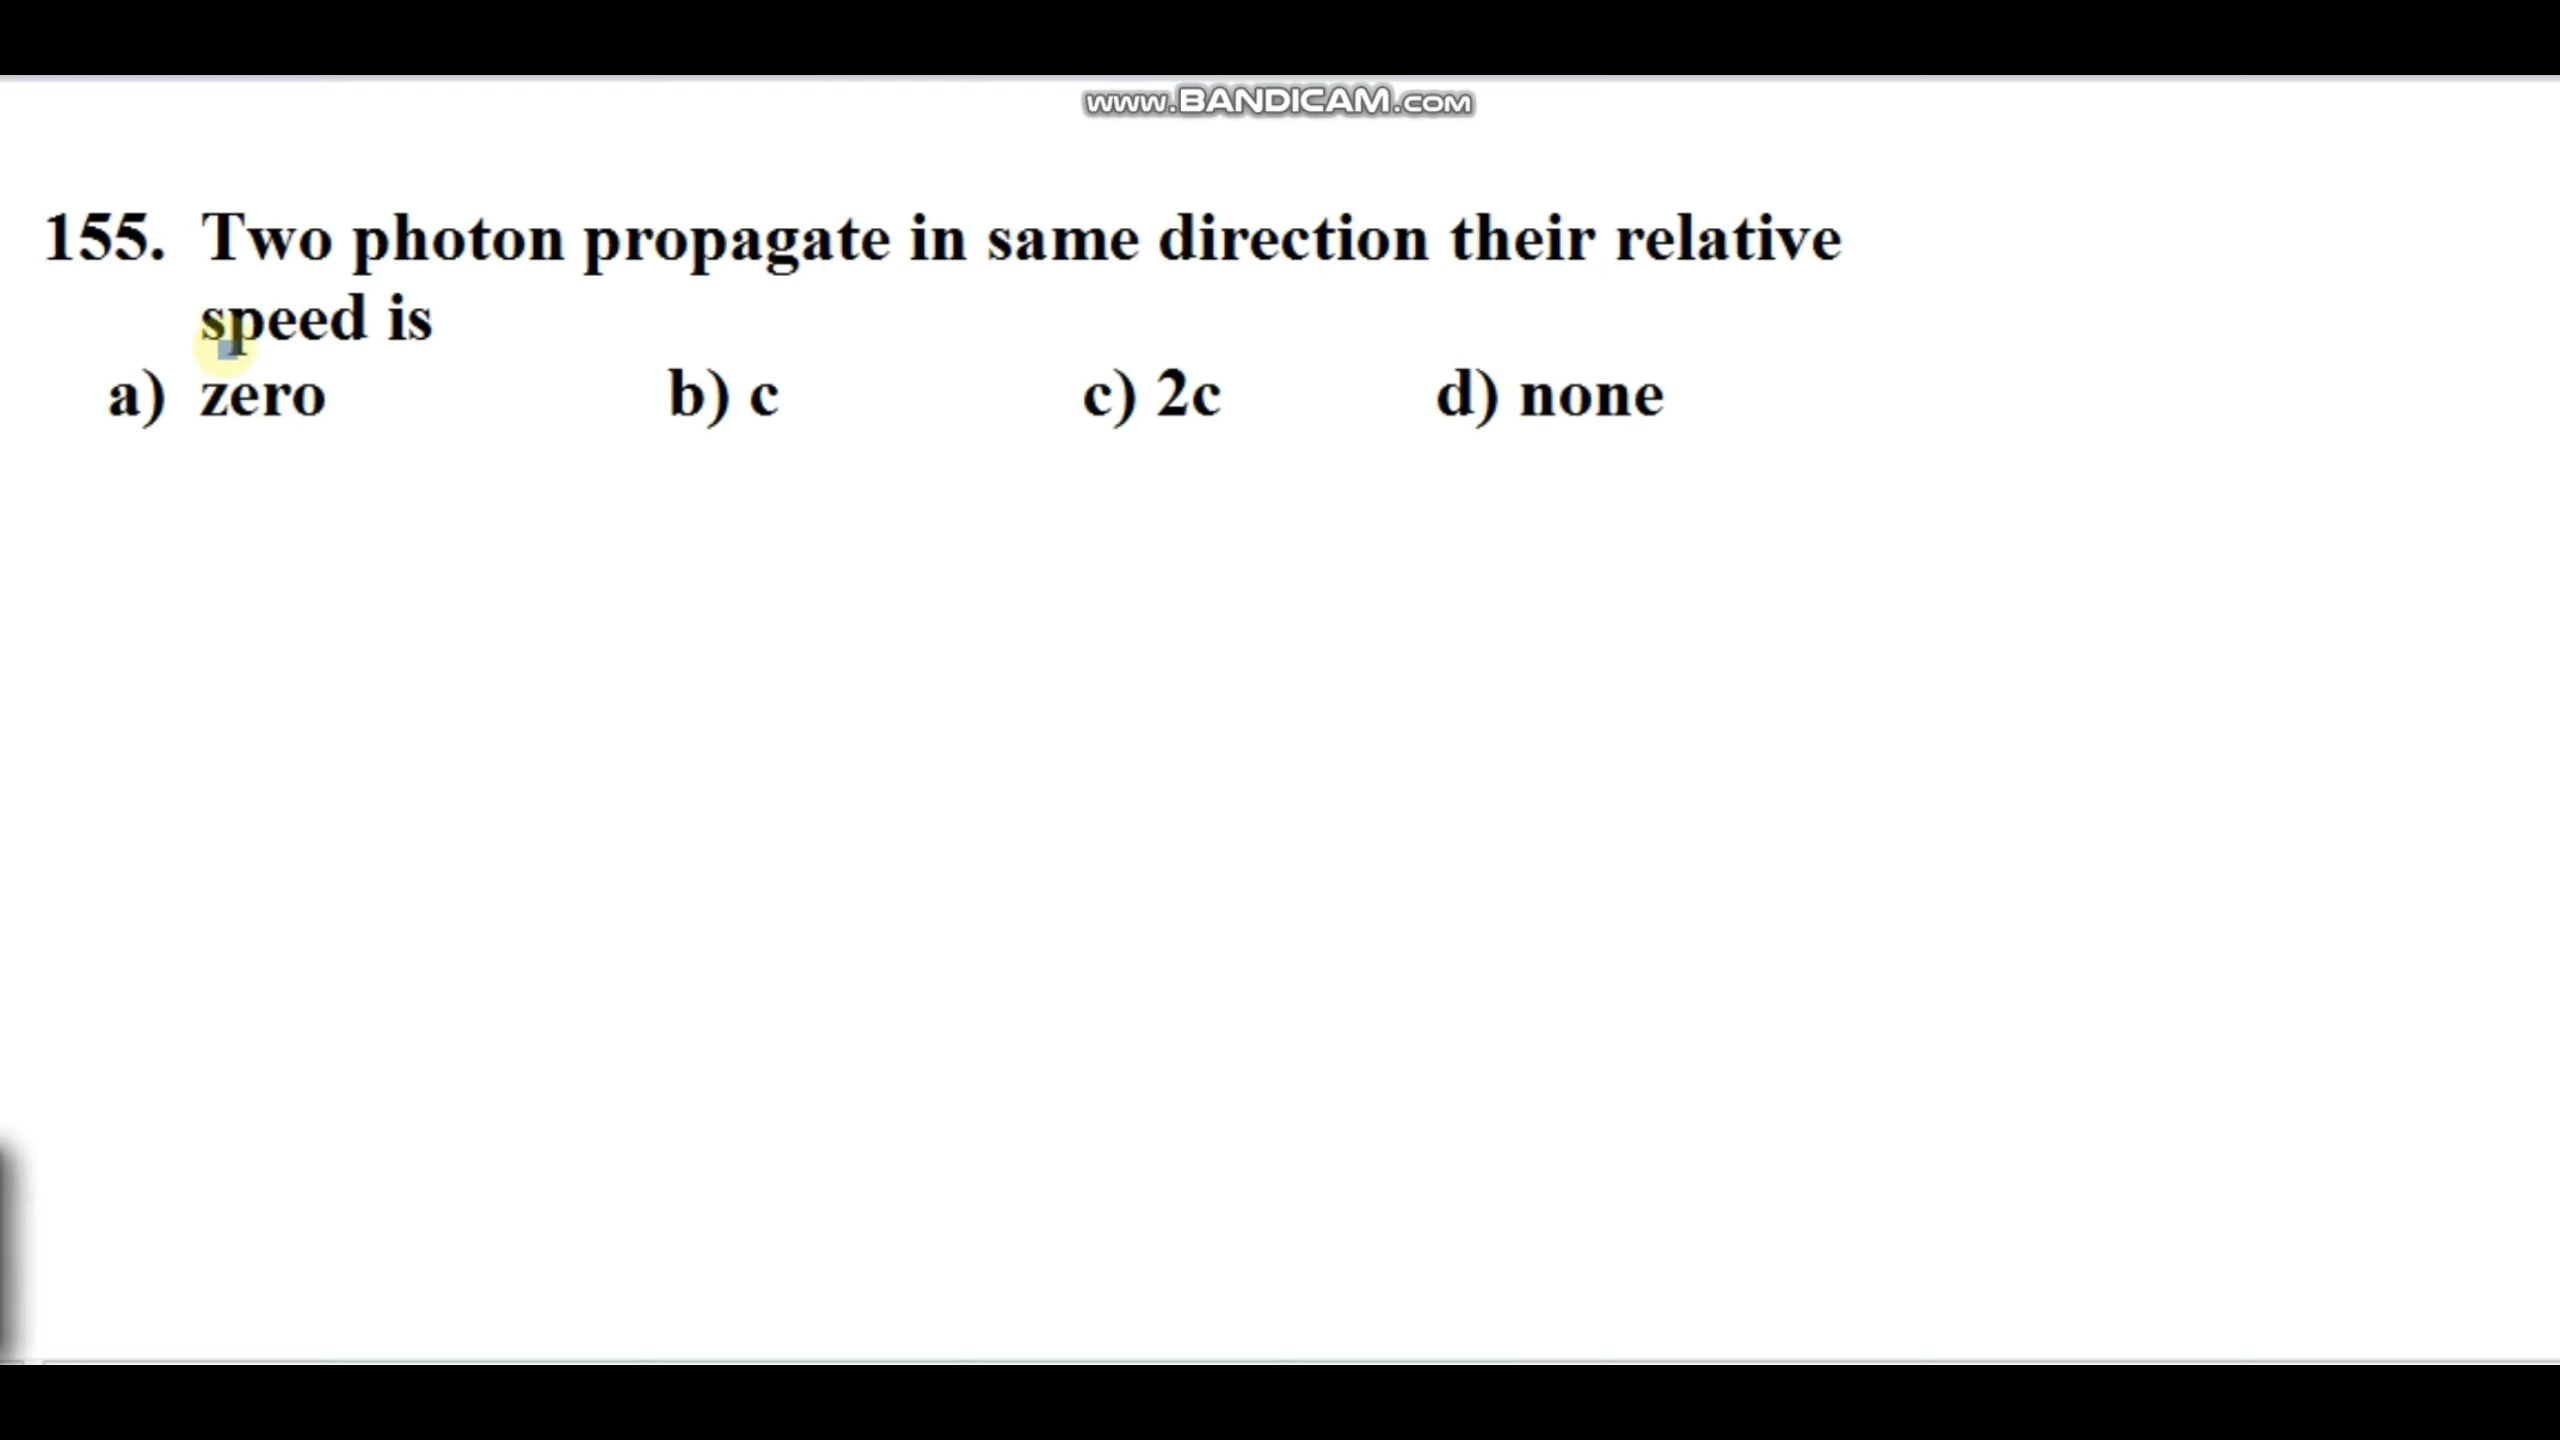 www.BANDICAM.com
155. Two photon propagate in same direction their relative
speed is
a) zero b) c c) 2c d) none